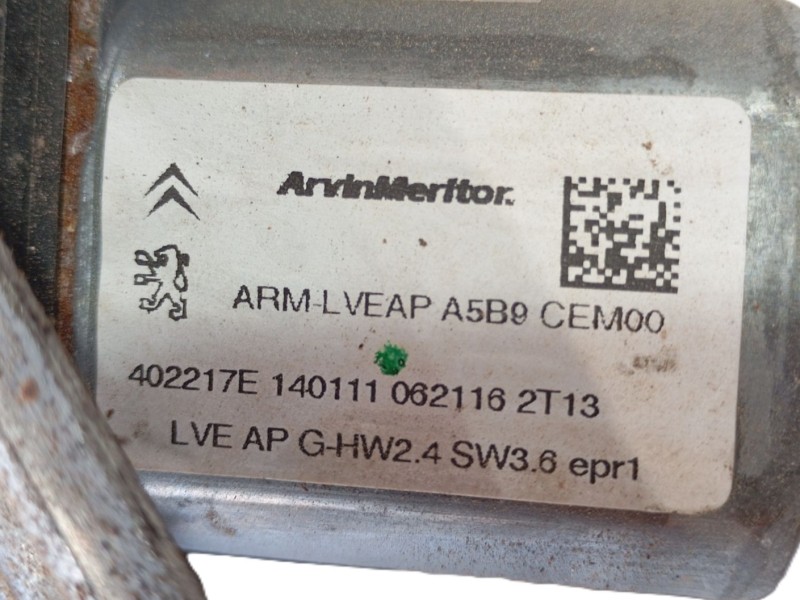 ArvinMeritor.
ARM-LVEAP A5B9 CEM00
402217E 140111 062116 2T13
LVE AP G-HW2.4 SW3.6 epr1